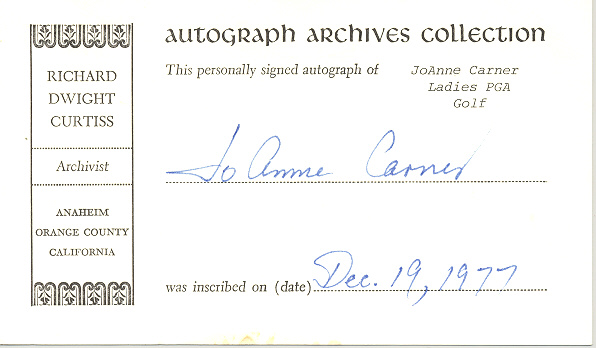 RICHARD
DWIGHT
CURTISS
Archivist
ANAHEIM
ORANGE COUNTY
CALIFORNIA
autograph archives collection
This personally signed autograph of JoAnne Carner
Ladies PGA
Golf
JoAnne Carner
was inscribed on (date) Dec. 19, 1977